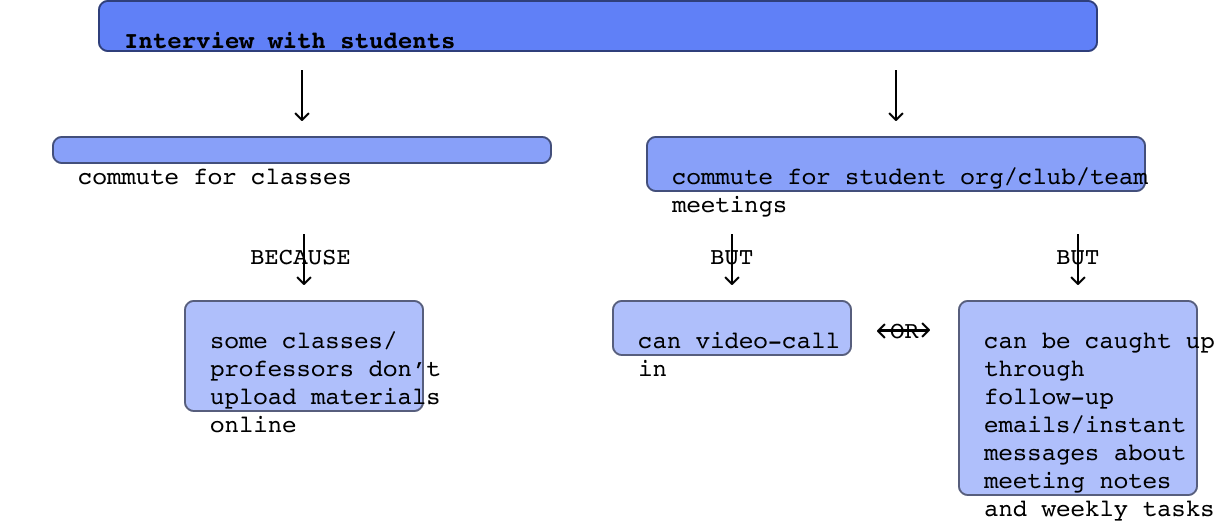 Interview with students
commute for classes
commute for student org/club/team
meetings
BECAUSE
BUT
BUT
some classes/
professors don’t
upload materials
online
can video-call
in
OR
can be caught up
through
follow-up
emails/instant
messages about
meeting notes
and weekly tasks